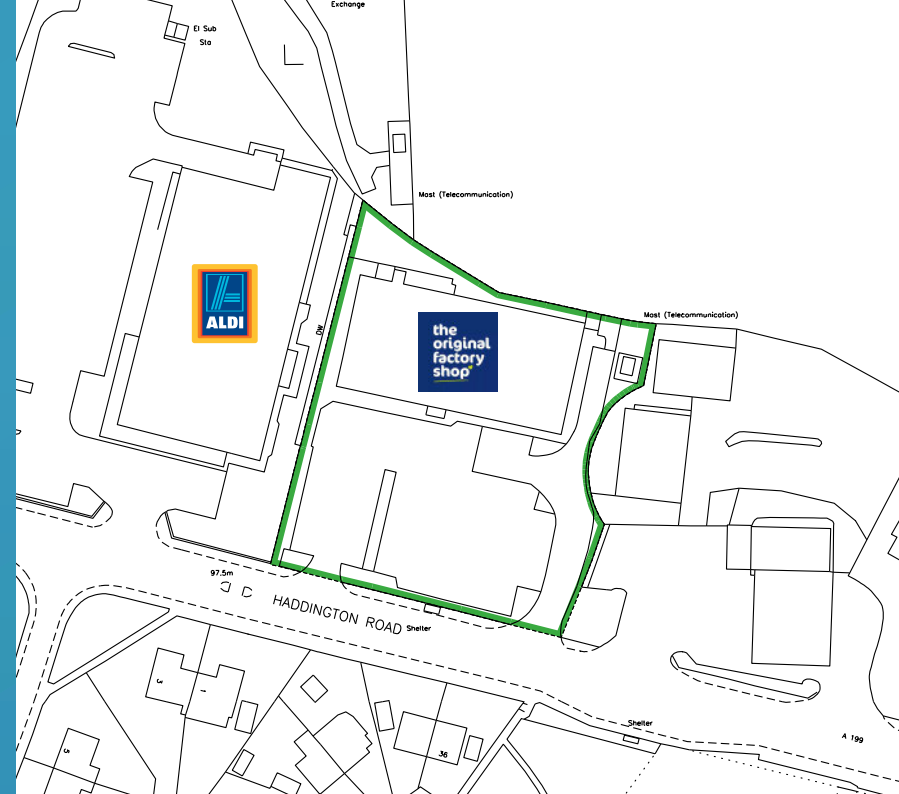 Exchange
El Sub
Sta
Mast (Telecommunication)
ALDI
DW
the
original
factory
shop
Mast (Telecommunication)
97.5m
HADDINGTON ROAD
Shelter
3
1
5
36
Shelter
A 199